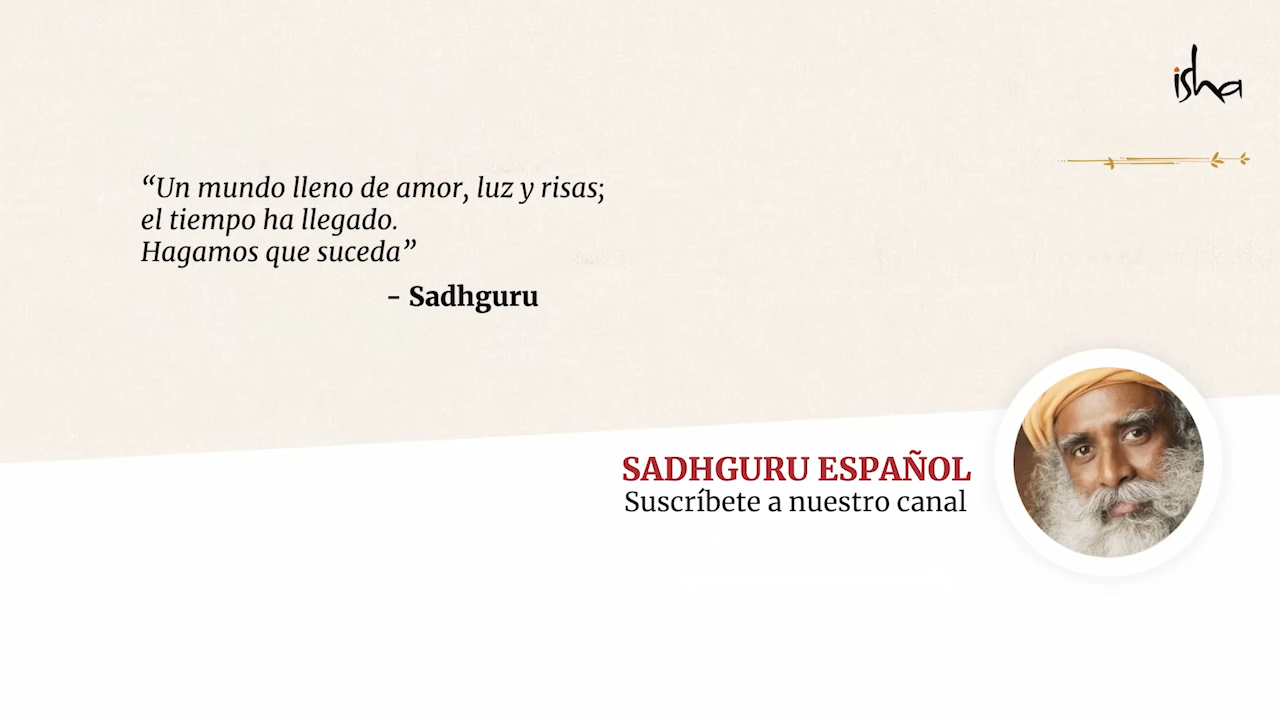 isha
“Un mundo lleno de amor, luz y risas;
el tiempo ha llegado.
Hagamos que suceda”
- Sadhguru
SADHGURU ESPAÑOL
Suscríbete a nuestro canal